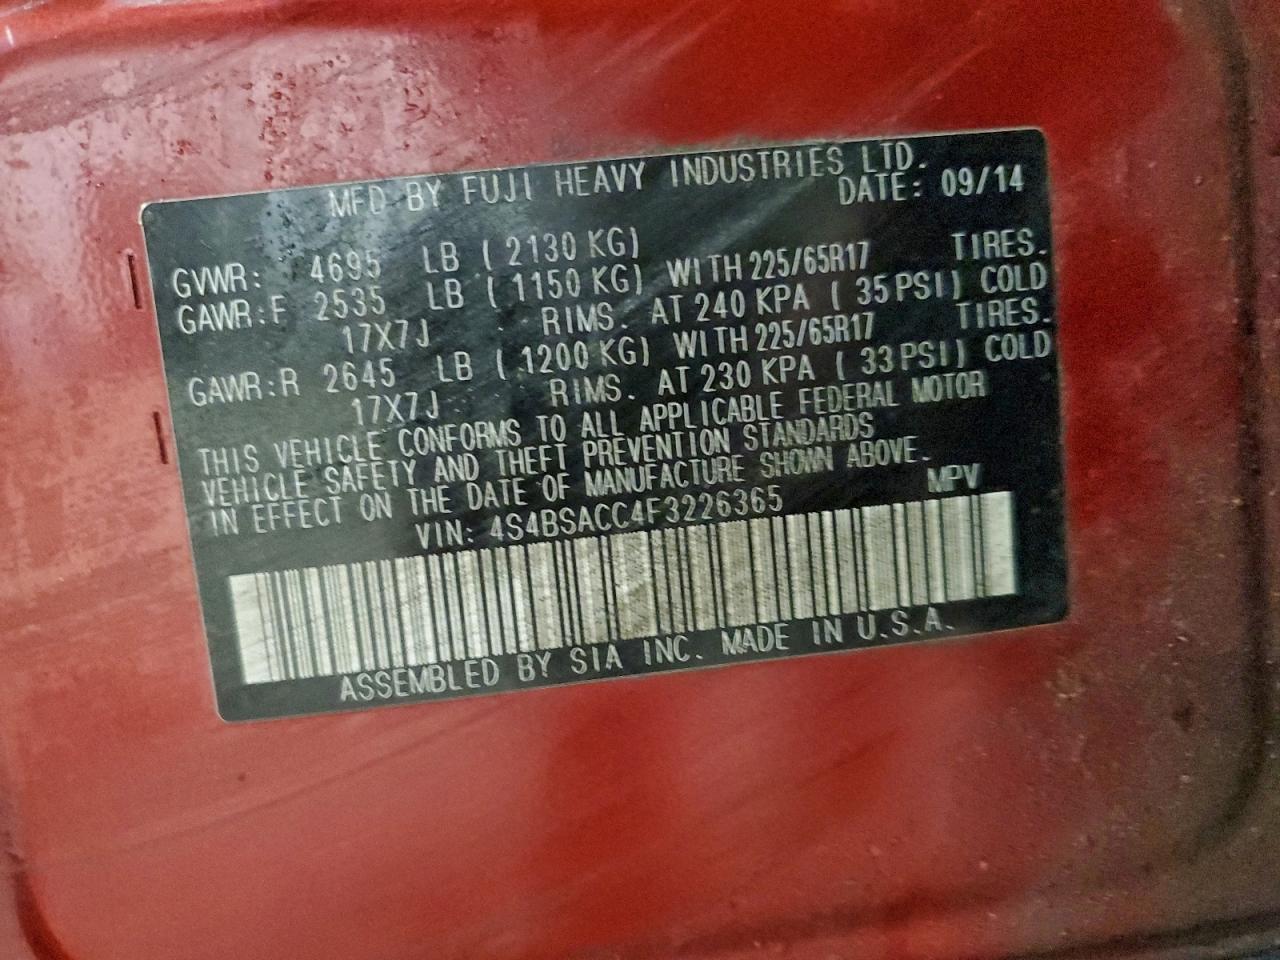 MFD BY FUJI HEAVY INDUSTRIES LTD.
DATE: 09/14
GVWR: 4695 LB (2130 KG)
GAWR:F 2535 LB (1150 KG) WITH 225/65R17 TIRES.
17X7J RIMS. AT 240 KPA (35PSI) COLD
GAWR:R 2645 LB (1200 KG) WITH 225/65R17 TIRES.
17X7J RIMS. AT 230 KPA (33PSI) COLD
THIS VEHICLE CONFORMS TO ALL APPLICABLE FEDERAL MOTOR
VEHICLE SAFETY AND THEFT PREVENTION STANDARDS
IN EFFECT ON THE DATE OF MANUFACTURE SHOWN ABOVE.
MPV
VIN: 4S4BSACC4F3226365
ASSEMBLED BY SIA INC. MADE IN U.S.A.